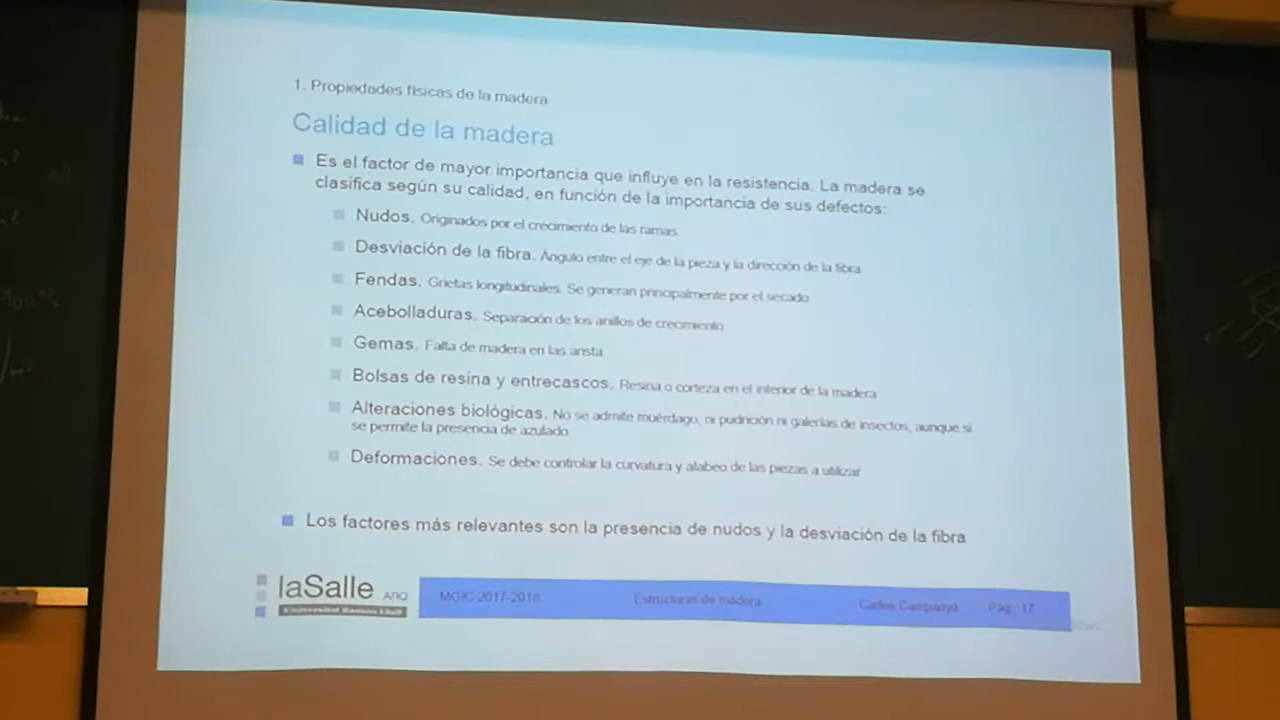 1. Propiedades físicas de la madera
Calidad de la madera
Es el factor de mayor importancia que influye en la resistencia. La madera se
clasifica según su calidad, en función de la importancia de sus defectos:
Nudos. Originados por el crecimiento de las ramas
Desviación de la fibra. Ángulo entre el eje de la pieza y la dirección de la fibra
Fendas. Grietas longitudinales. Se generan principalmente por el secado
Acebolladuras. Separación de los anillos de crecimiento
Gemas. Falta de madera en las arista
Bolsas de resina y entrecascos. Resina o corteza en el interior de la madera
Alteraciones biológicas. No se admite muérdago, ni pudrición ni galerías de insectos, aunque si
se permite la presencia de azulado
Deformaciones. Se debe controlar la curvatura y alabeo de las piezas a utilizar
Los factores más relevantes son la presencia de nudos y la desviación de la fibra
laSalle ARQ
Universitat Ramon Llull
MGIC 2017-2018 Estructuras de madera Carles Campanyà Pág. 17
100%